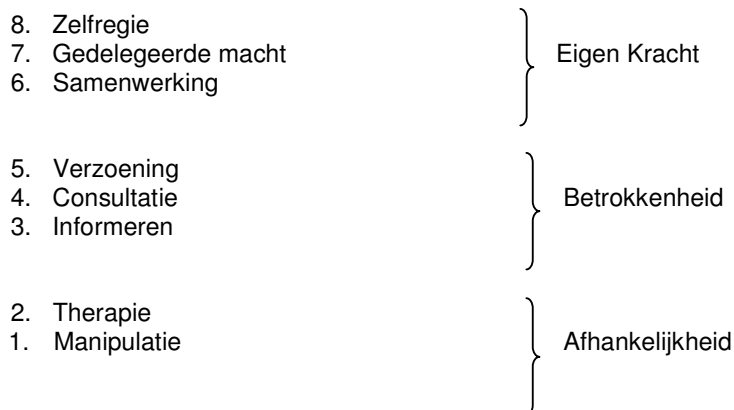 8. Zelfregie
7. Gedelegeerde macht Eigen Kracht
6. Samenwerking
5. Verzoening
4. Consultatie Betrokkenheid
3. Informeren
2. Therapie
1. Manipulatie Afhankelijkheid